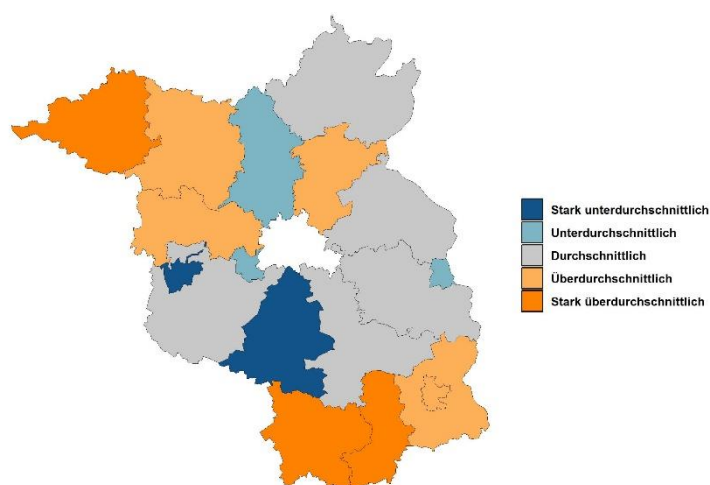 Stark unterdurchschnittlich
Unterdurchschnittlich
Durchschnittlich
Überdurchschnittlich
Stark überdurchschnittlich